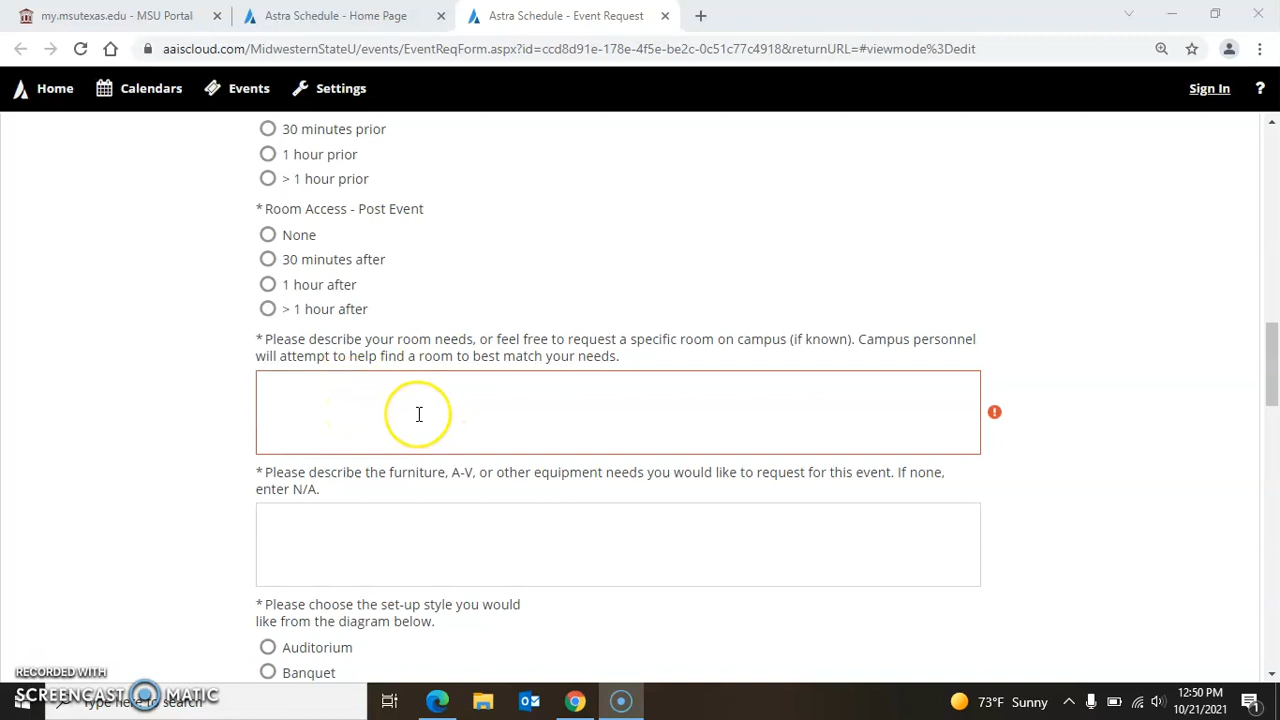 my.msutexas.edu - MSU Portal
Astra Schedule - Home Page
Astra Schedule - Event Request
aaiscloud.com/MidwesternStateU/events/EventReqForm.aspx?id=ccd8d91e-178e-4f5e-be2c-0c51c77c4918&returnURL=#viewmode%3Dedit
Home
Calendars
Events
Settings
Sign In
?
30 minutes prior
1 hour prior
> 1 hour prior
* Room Access - Post Event
None
30 minutes after
1 hour after
> 1 hour after
* Please describe your room needs, or feel free to request a specific room on campus (if known). Campus personnel
will attempt to help find a room to best match your needs.
* Please describe the furniture, A-V, or other equipment needs you would like to request for this event. If none,
enter N/A.
* Please choose the set-up style you would
like from the diagram below.
Auditorium
Banquet
RECORDED WITH
SCREENCAST MATIC
Type here to search
73°F Sunny
12:50 PM
10/21/2021
1